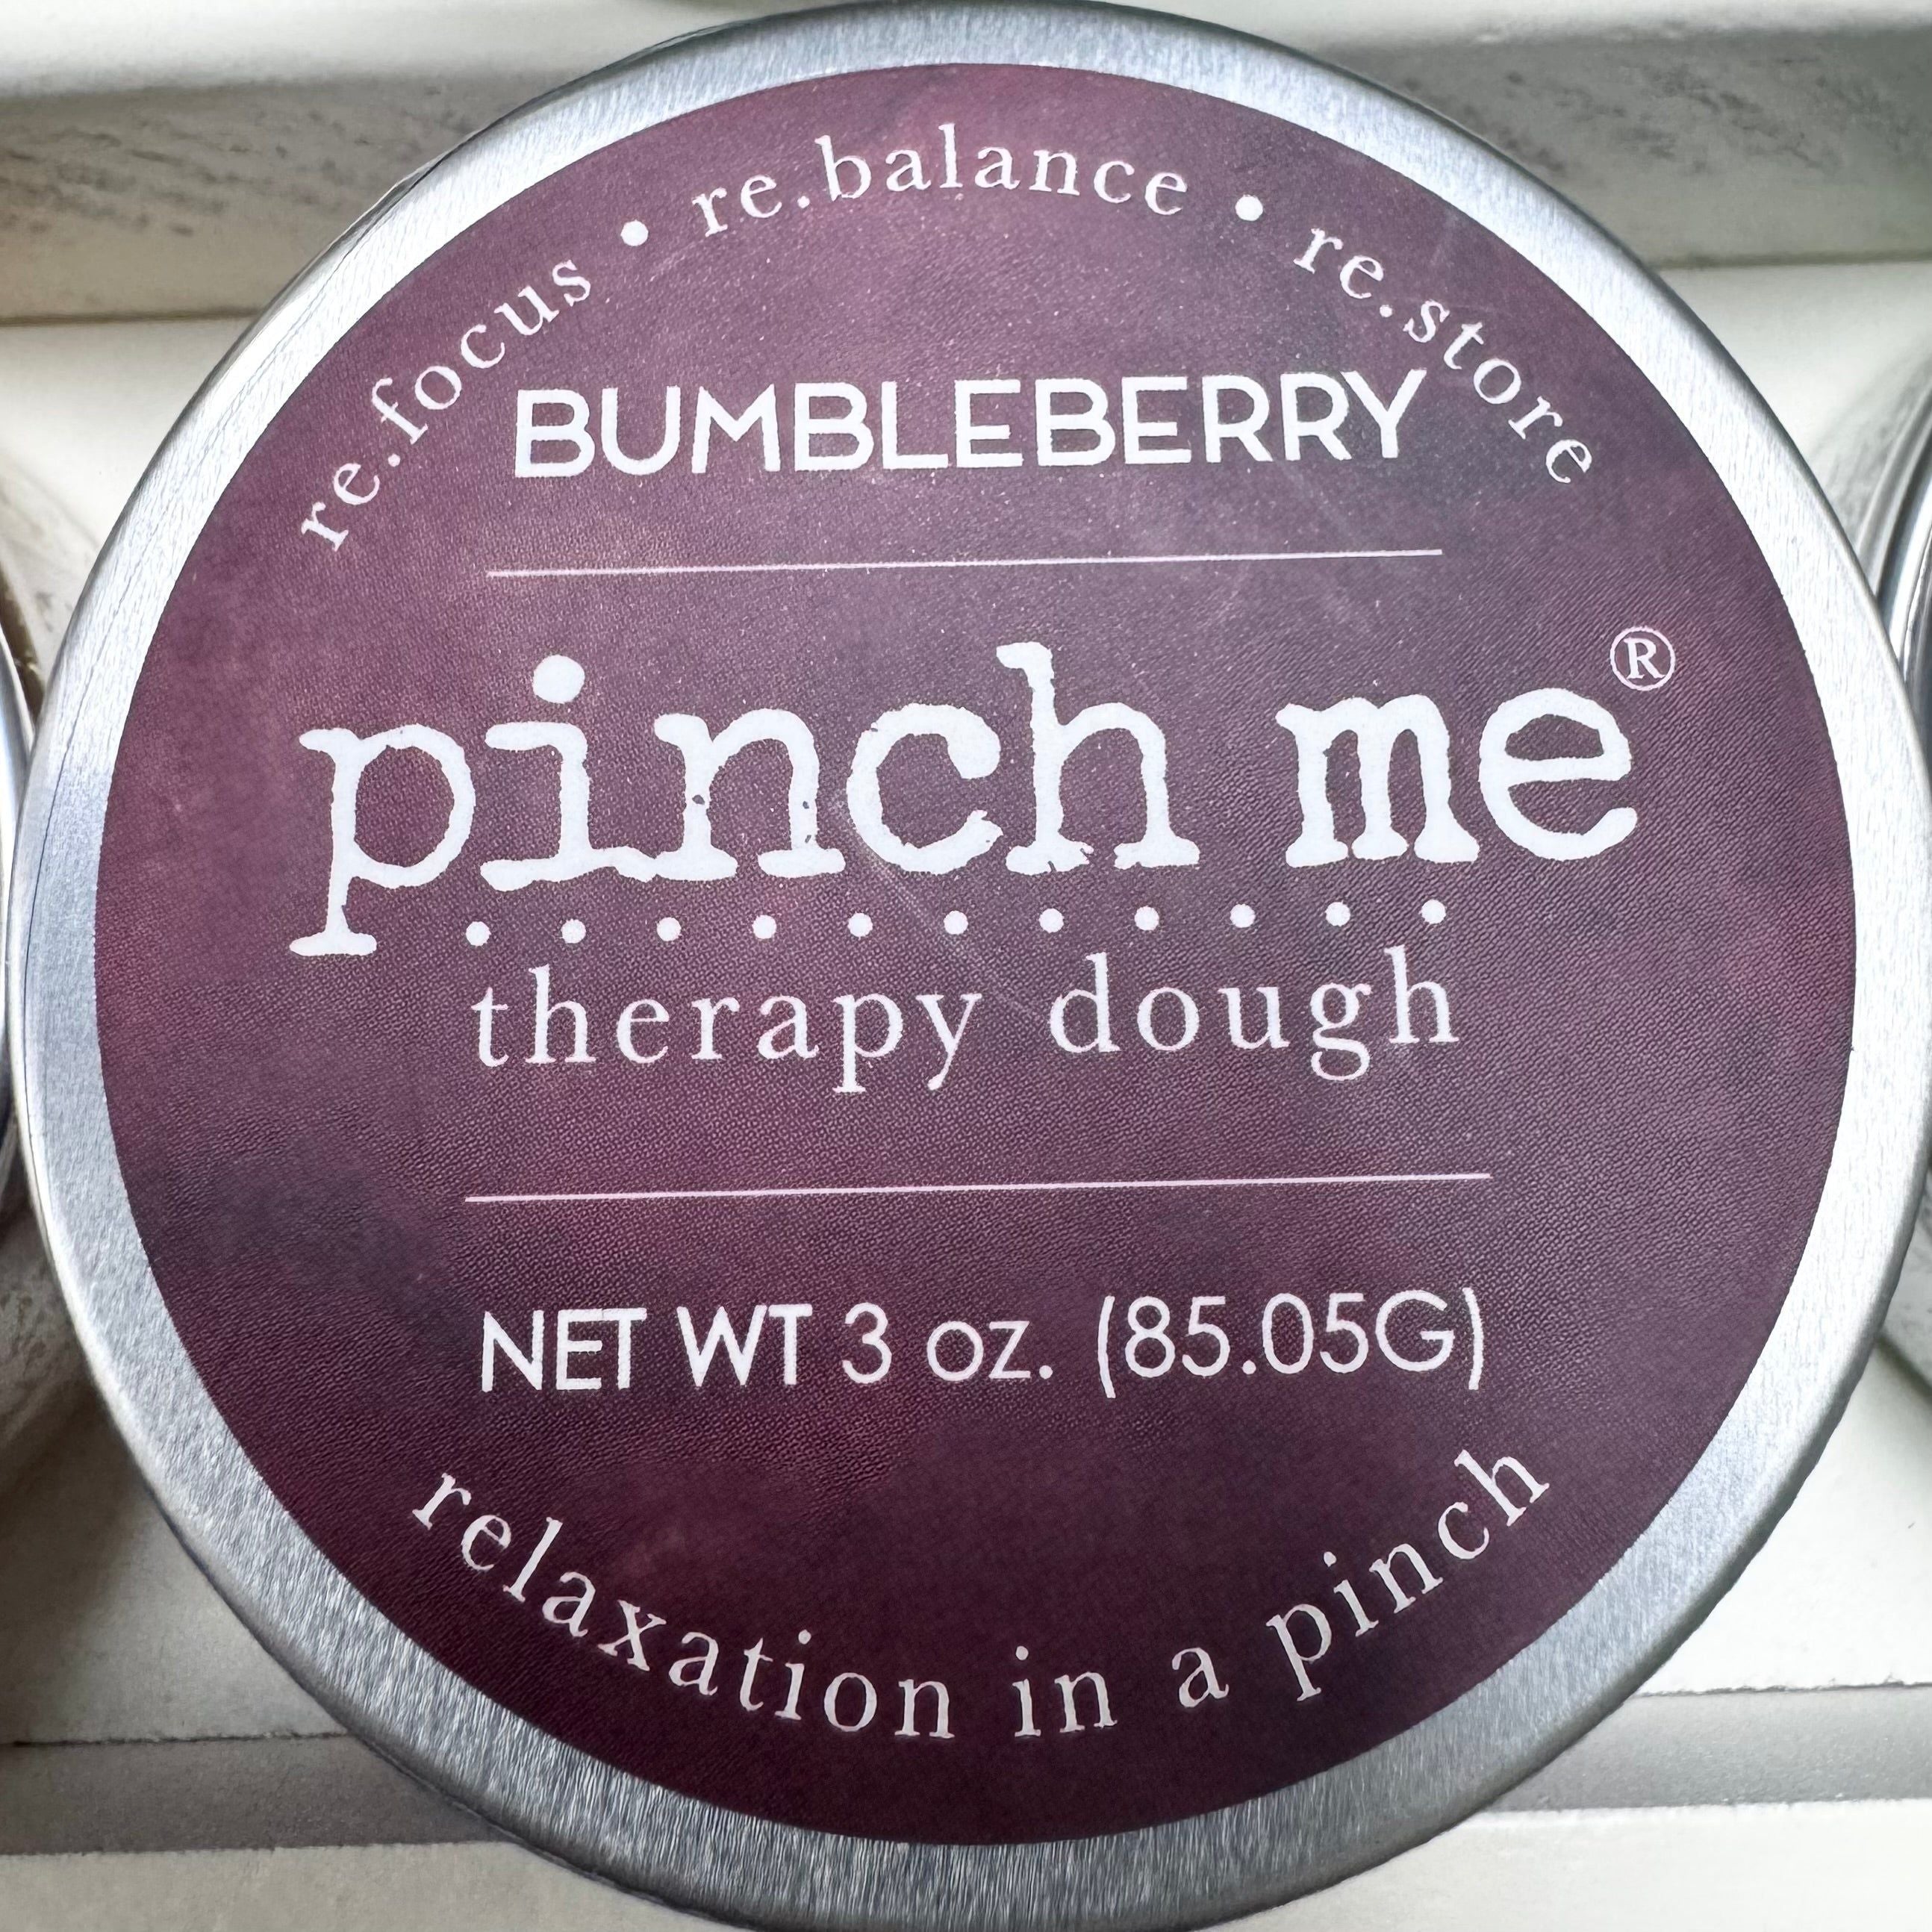 re.focus • re.balance • re.store
BUMBLEBERRY
pinch me®
therapy dough
NET WT 3 oz. (85.05G)
relaxation in a pinch